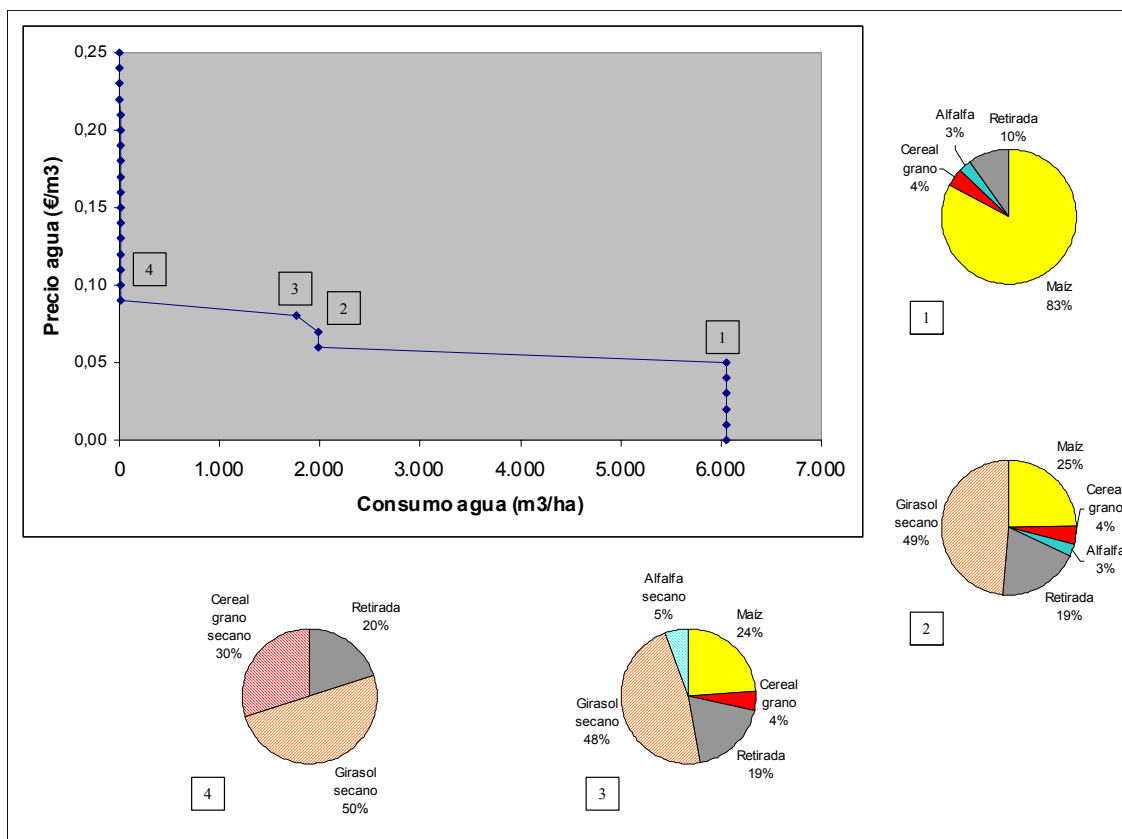 0,25
0,20
0,15
0,10
0,05
0,00
Precio agua (€/m3)
4
3
2
1
0
1.000
2.000
3.000
4.000
5.000
6.000
7.000
Consumo agua (m3/ha)
Alfalfa
3%
Retirada
10%
Cereal
grano
4%
Maíz
83%
1
Maíz
25%
Cereal
grano
4%
Alfalfa
3%
Retirada
19%
Girasol
secano
49%
2
Cereal
grano
secano
30%
Retirada
20%
Girasol
secano
50%
4
Alfalfa
secano
5%
Maíz
24%
Cereal
grano
4%
Retirada
19%
Girasol
secano
48%
3